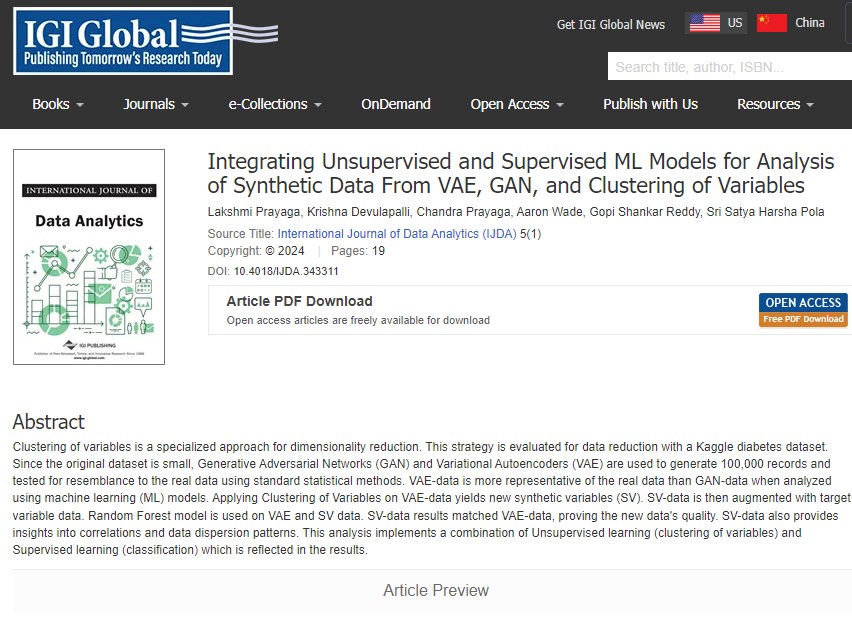 IGI Global
Publishing Tomorrow's Research Today
Get IGI Global News
US
China
Search title, author, ISBN...
Books
Journals
e-Collections
OnDemand
Open Access
Publish with Us
Resources
INTERNATIONAL JOURNAL OF
Data Analytics
IGI PUBLISHING
Publisher of Peer-Reviewed, Timely, and Innovative Research Since 1988
www.igi-global.com
Integrating Unsupervised and Supervised ML Models for Analysis
of Synthetic Data From VAE, GAN, and Clustering of Variables
Lakshmi Prayaga, Krishna Devulapalli, Chandra Prayaga, Aaron Wade, Gopi Shankar Reddy, Sri Satya Harsha Pola
Source Title: International Journal of Data Analytics (IJDA) 5(1)
Copyright: © 2024 | Pages: 19
DOI: 10.4018/IJDA.343311
Article PDF Download
Open access articles are freely available for download
OPEN ACCESS
Free PDF Download
Abstract
Clustering of variables is a specialized approach for dimensionality reduction. This strategy is evaluated for data reduction with a Kaggle diabetes dataset.
Since the original dataset is small, Generative Adversarial Networks (GAN) and Variational Autoencoders (VAE) are used to generate 100,000 records and
tested for resemblance to the real data using standard statistical methods. VAE-data is more representative of the real data than GAN-data when analyzed
using machine learning (ML) models. Applying Clustering of Variables on VAE-data yields new synthetic variables (SV). SV-data is then augmented with target
variable data. Random Forest model is used on VAE and SV data. SV-data results matched VAE-data, proving the new data's quality. SV-data also provides
insights into correlations and data dispersion patterns. This analysis implements a combination of Unsupervised learning (clustering of variables) and
Supervised learning (classification) which is reflected in the results.
Article Preview